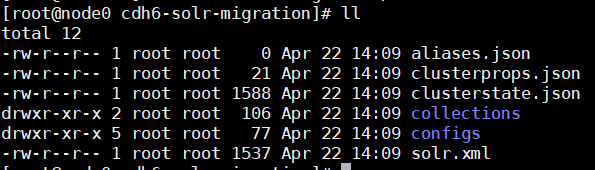 [root@node0 cdh6-solr-migration]# ll
total 12
-rw-r--r-- 1 root root    0 Apr 22 14:09 aliases.json
-rw-r--r-- 1 root root   21 Apr 22 14:09 clusterprops.json
-rw-r--r-- 1 root root 1588 Apr 22 14:09 clusterstate.json
drwxr-xr-x 2 root root  106 Apr 22 14:09 collections
drwxr-xr-x 5 root root   77 Apr 22 14:09 configs
-rw-r--r-- 1 root root 1537 Apr 22 14:09 solr.xml